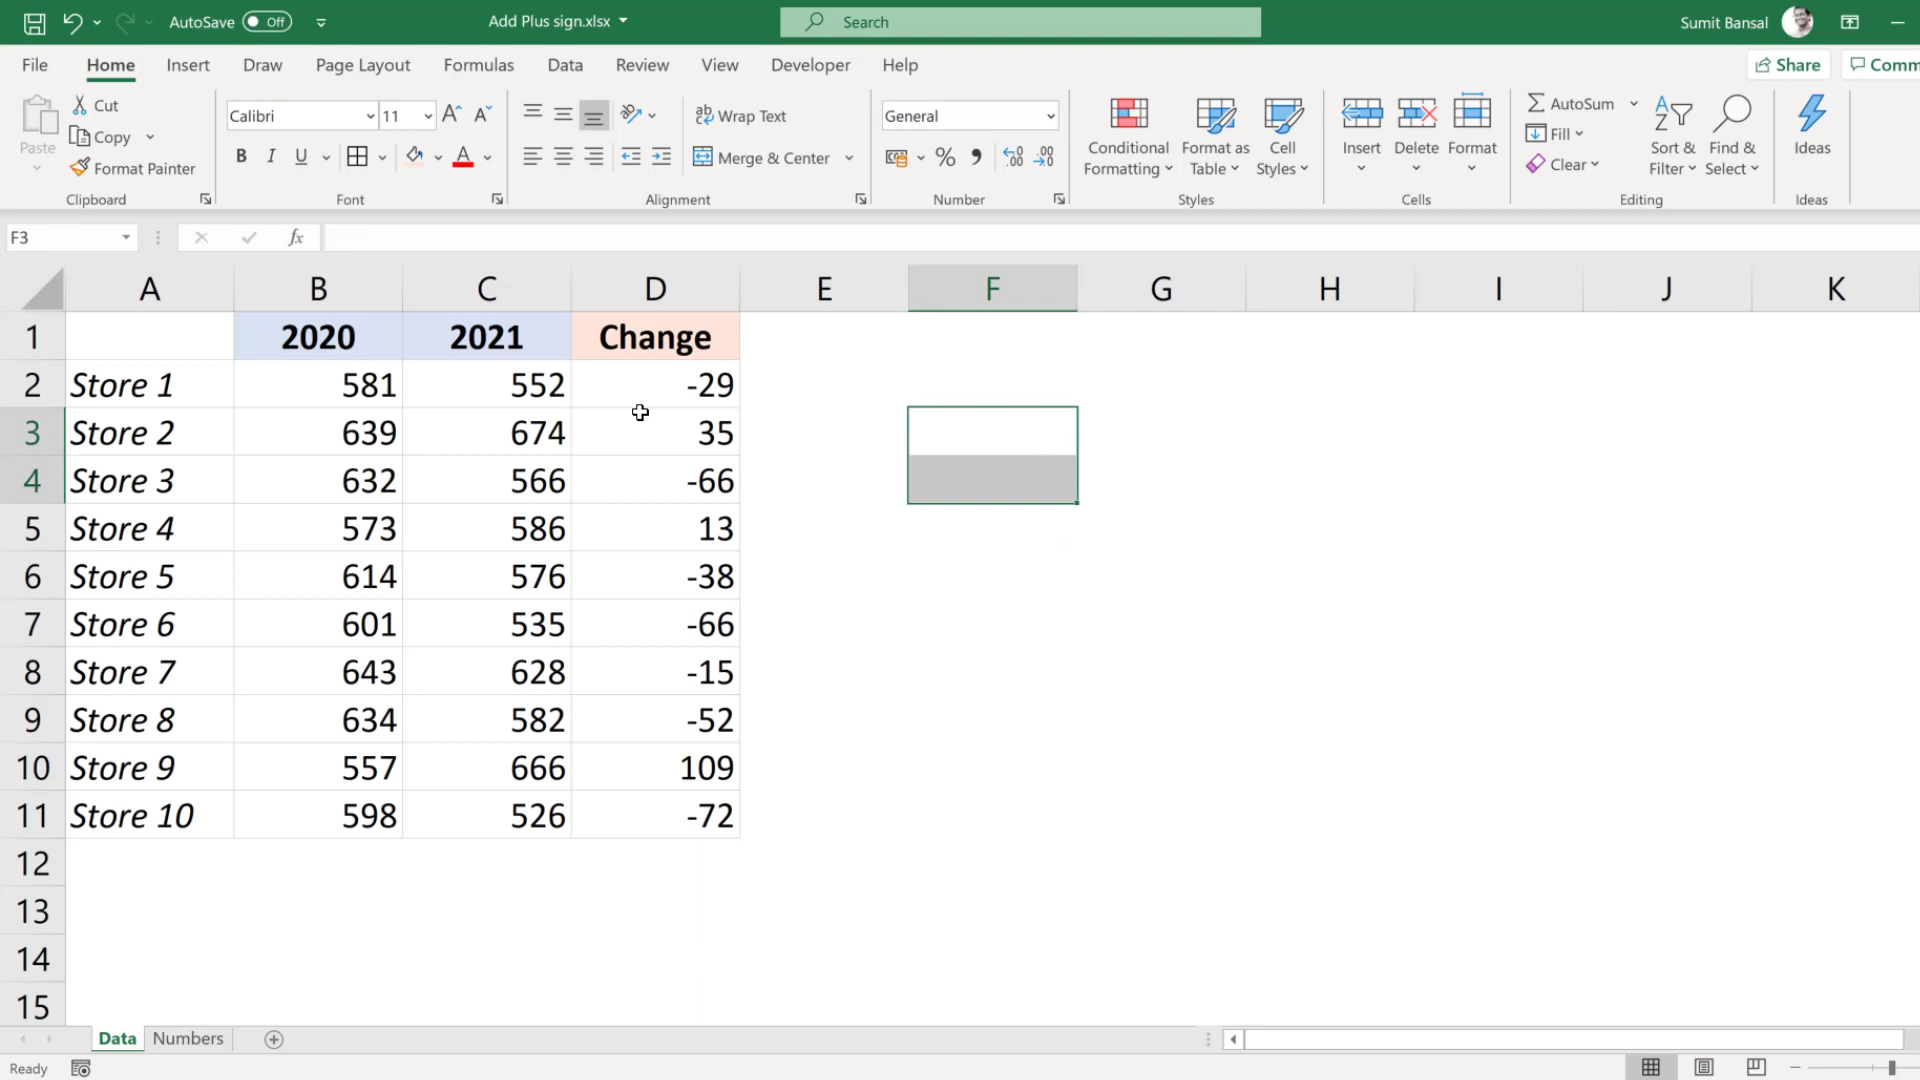 AutoSave Off Add Plus sign.xlsx Search Sumit Bansal
File Home Insert Draw Page Layout Formulas Data Review View Developer Help Share
Paste
Cut
Copy
Format Painter
Clipboard
Calibri 11
B I U A
Font
Wrap Text
Merge & Center
Alignment
General
%
Number
Conditional Formatting
Format as Table
Cell Styles
Styles
Insert Delete Format
Cells
AutoSum
Fill
Clear
Sort & Filter
Find & Select
Editing
Ideas
Ideas
F3 fx
A B C D E F G H I J K
1 2020 2021 Change
2 Store 1 581 552 -29
3 Store 2 639 674 35
4 Store 3 632 566 -66
5 Store 4 573 586 13
6 Store 5 614 576 -38
7 Store 6 601 535 -66
8 Store 7 643 628 -15
9 Store 8 634 582 -52
10 Store 9 557 666 109
11 Store 10 598 526 -72
12
13
14
15
Data Numbers
Ready